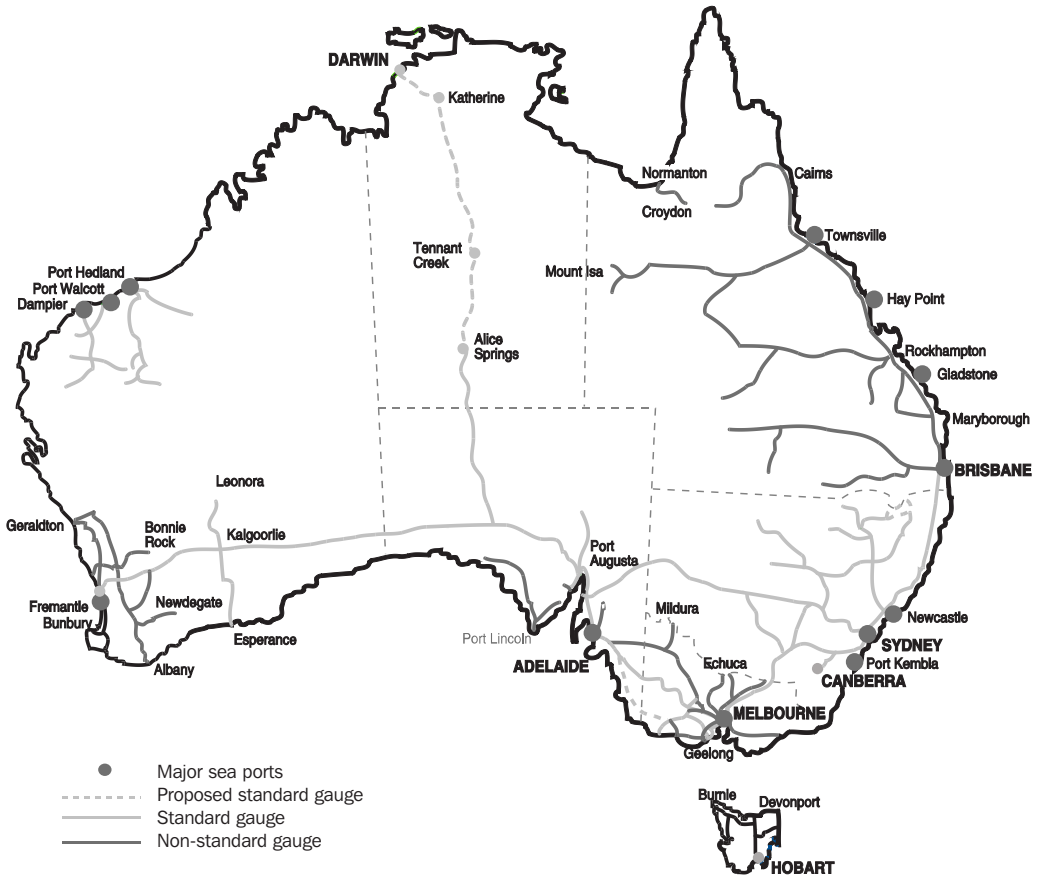 DARWIN
Katherine
Normanton
Cairns
Croydon
Townsville
Tennant
Creek
Mount Isa
Port Hedland
Port Walcott
Dampier
Hay Point
Alice
Springs
Rockhampton
Gladstone
Maryborough
BRISBANE
Leonora
Geraldton
Bonnie
Rock
Kalgoorlie
Port
Augusta
Fremantle
Bunbury
Newdegate
Mildura
Newcastle
Esperance
Port Lincoln
SYDNEY
Albany
ADELAIDE
Echuca
Port Kembla
CANBERRA
MELBOURNE
Geelong
Major sea ports
Proposed standard gauge
Standard gauge
Non-standard gauge
Burnie
Devonport
HOBART